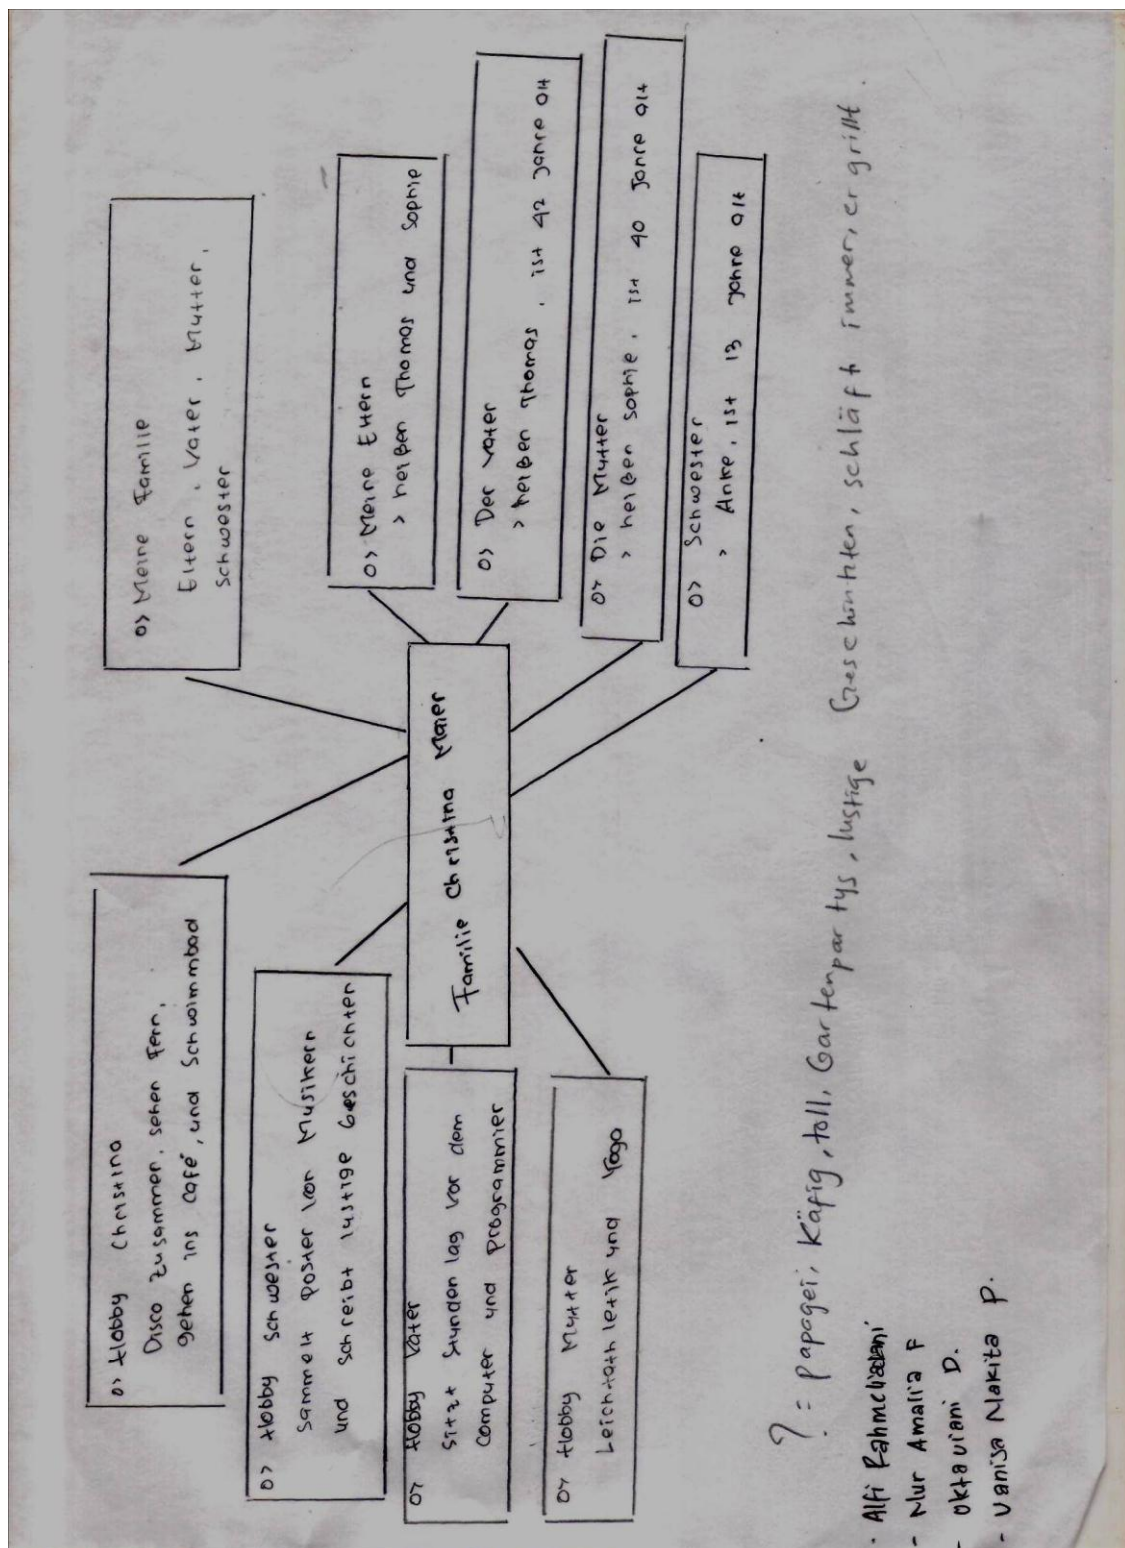 o> Hobby Christina
Disco zusammen, sehen Fern,
gehen ins café, und Schwimmbad
o> Meine Familie
Eltern, Vater, Mutter,
Schwester
o> Hobby Schwester
Sammelt Poster von Musikern
und Schreibt lustige Geschichten
o> Meine Eltern
> heißen Thomas und Sophie
o> Hobby Vater
Sitzt Stunden lag vor dem
Computer und programmier
Familie Christina Meier
o> Der Vater
> heißen Thomas, ist 42 Jahre alt
o> Hobby Mutter
Leichtathletik und Yoga
o> Die Mutter
> heißen Sophie, ist 40 Jahre alt
o> Schwester
> Anke, ist 13 Jahre alt
? = papagei, Käfig, toll, Gartenpartys, lustige Geschichten, schläft immer, er grillt.
- Nur Amalia F
- Oktaviani D.
- Vanisa Nakita P.